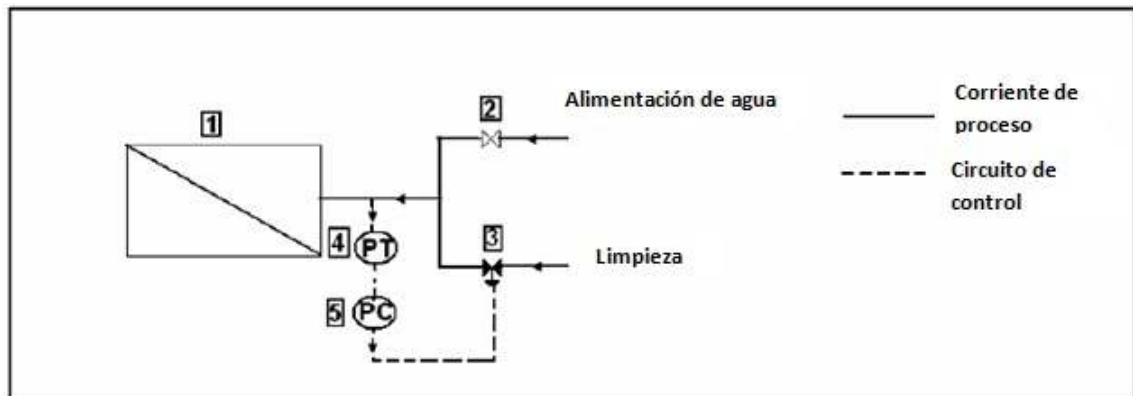 Alimentación de agua
Corriente de
proceso
1
2
Circuito de
control
4
PT
3
Limpieza
5
PC